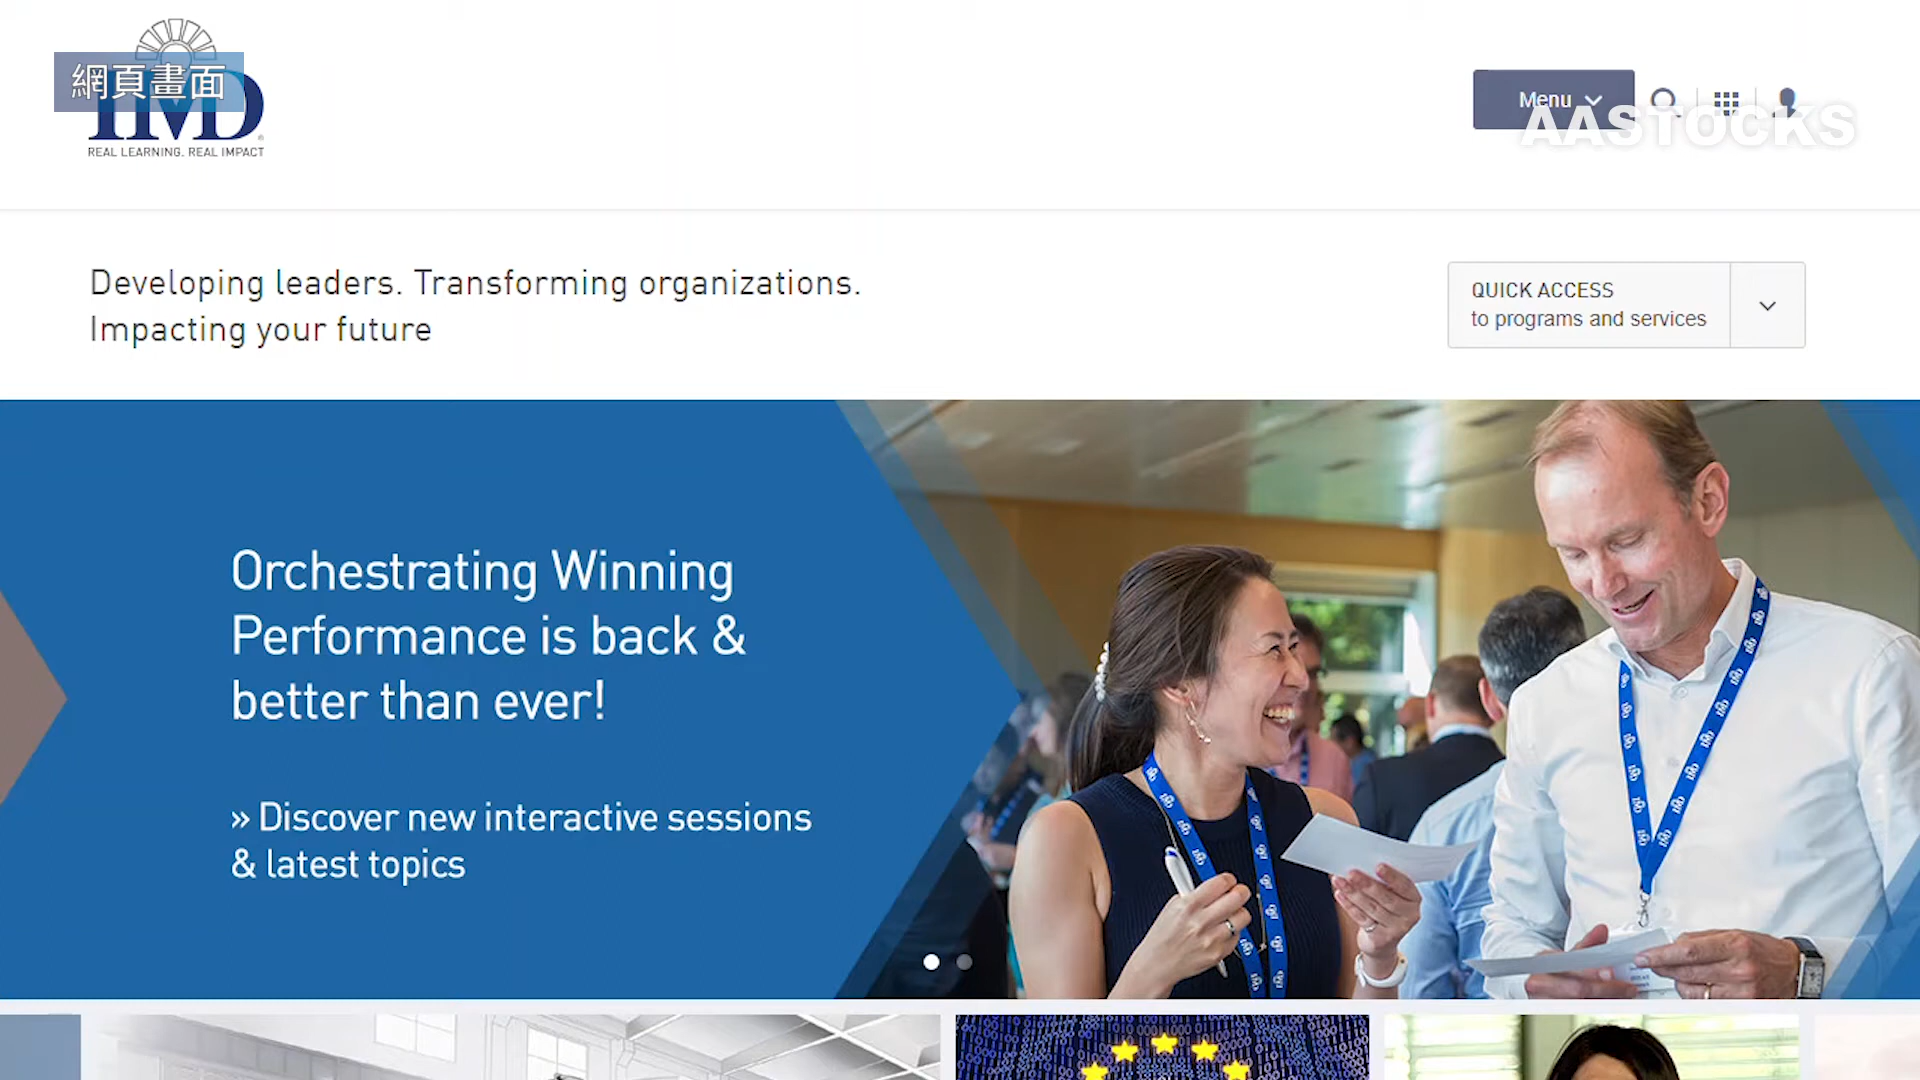 網頁畫面
IMD
REAL LEARNING. REAL IMPACT
Menu
AASTOCKS
Developing leaders. Transforming organizations.
Impacting your future
QUICK ACCESS
to programs and services
Orchestrating Winning
Performance is back &
better than ever!
» Discover new interactive sessions
& latest topics